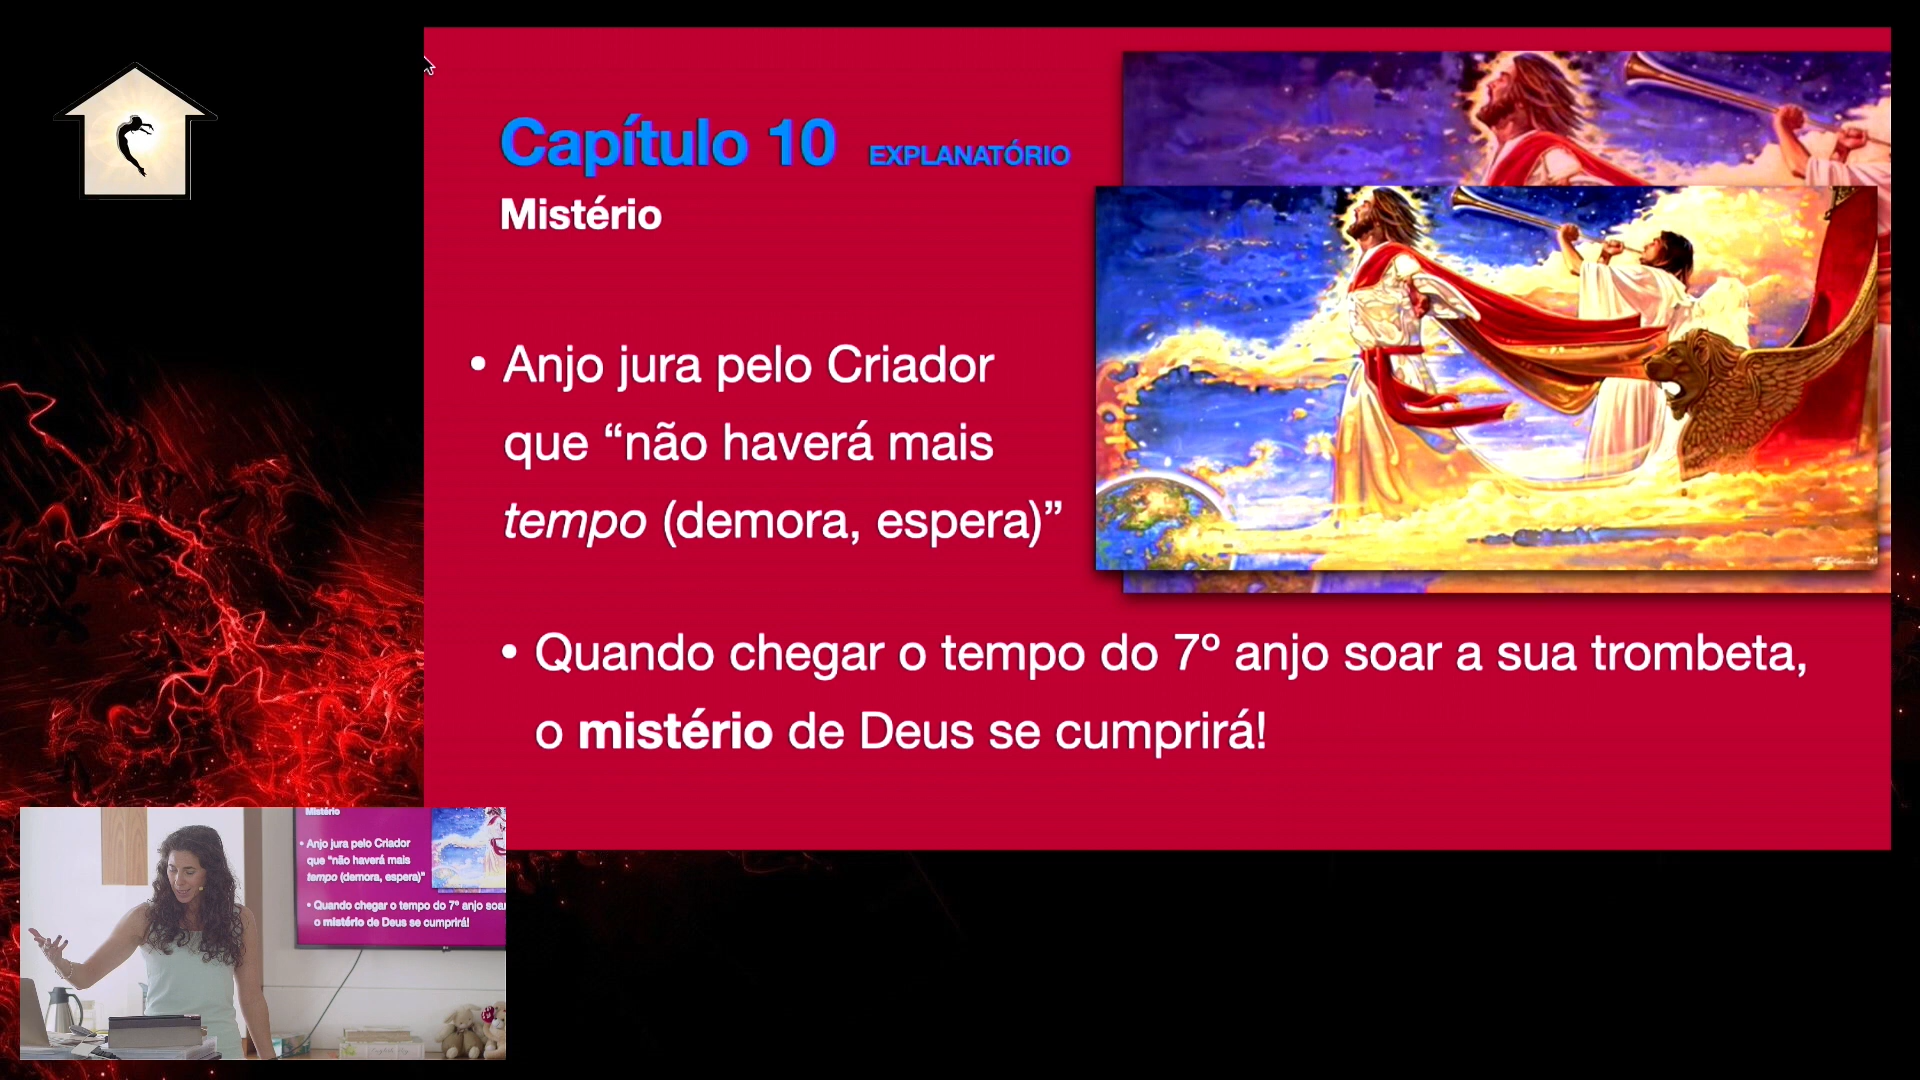 Capítulo 10 EXPLANATÓRIO
Mistério
• Anjo jura pelo Criador
que “não haverá mais
tempo (demora, espera)”
• Quando chegar o tempo do 7º anjo soar a sua trombeta,
o mistério de Deus se cumprirá!
Mistério
• Anjo jura pelo Criador
que “não haverá mais
tempo (demora, espera)”
• Quando chegar o tempo do 7º anjo soar
o mistério de Deus se cumprirá!